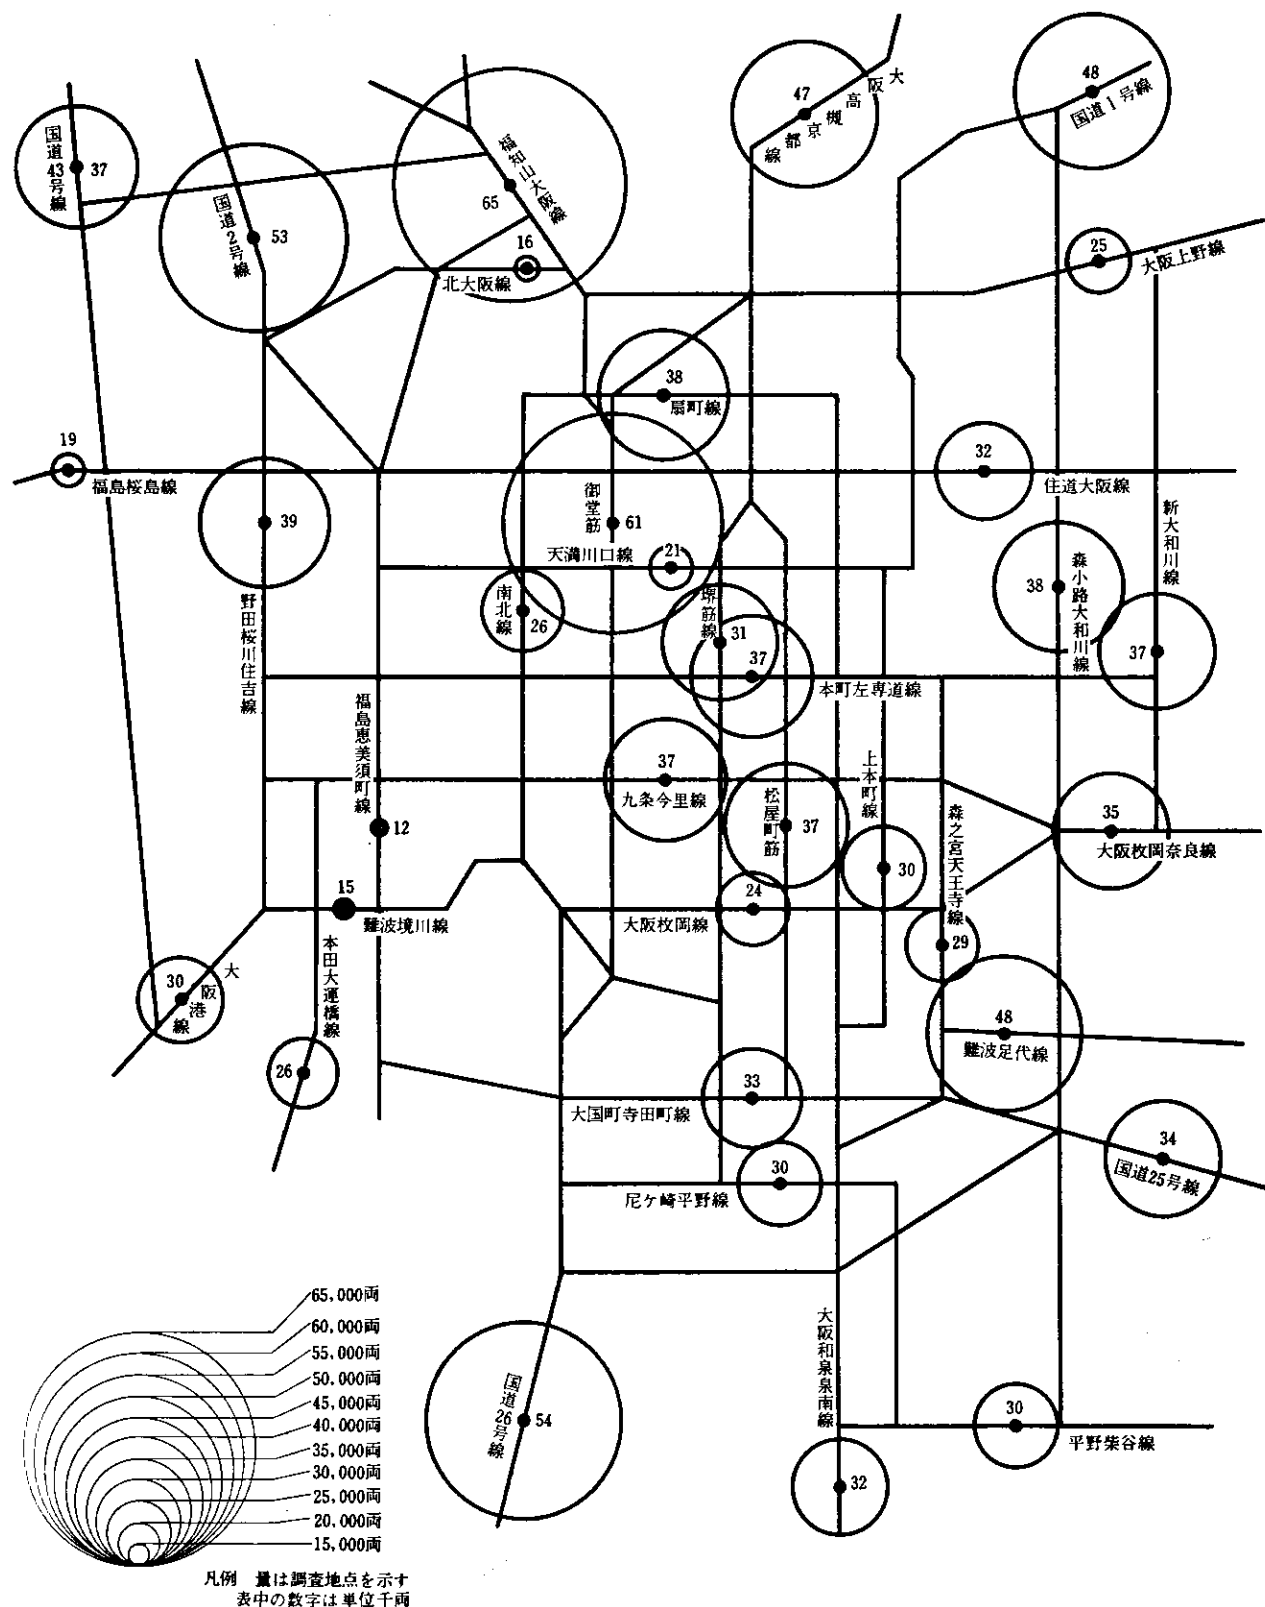 大阪高槻京都線
47
48
国道1号線
国道43号線
37
福知山大阪線
65
国道2号線
53
16
北大阪線
25
大阪上野線
38
扇町線
19
福島桜島線
32
住道大阪線
39
御堂筋
61
新大和川線
天満川口線
21
南北線
26
堺筋線
31
38
森小路大和川線
野田桜川住吉線
37
37
本町左専道線
福島恵美須町線
12
37
九条今里線
松屋町筋
37
上本町線
30
森之宮天王寺線
29
35
大阪枚岡奈良線
15
難波境川線
24
大阪枚岡線
本田大運橋線
26
30
大阪港線
48
難波足代線
33
大国町寺田町線
34
国道25号線
30
尼ケ崎平野線
65,000両
60,000両
55,000両
50,000両
45,000両
40,000両
35,000両
30,000両
25,000両
20,000両
15,000両
国道26号線
54
大阪和泉泉南線
32
30
平野柴谷線
凡例 量は調査地点を示す
表中の数字は単位千両